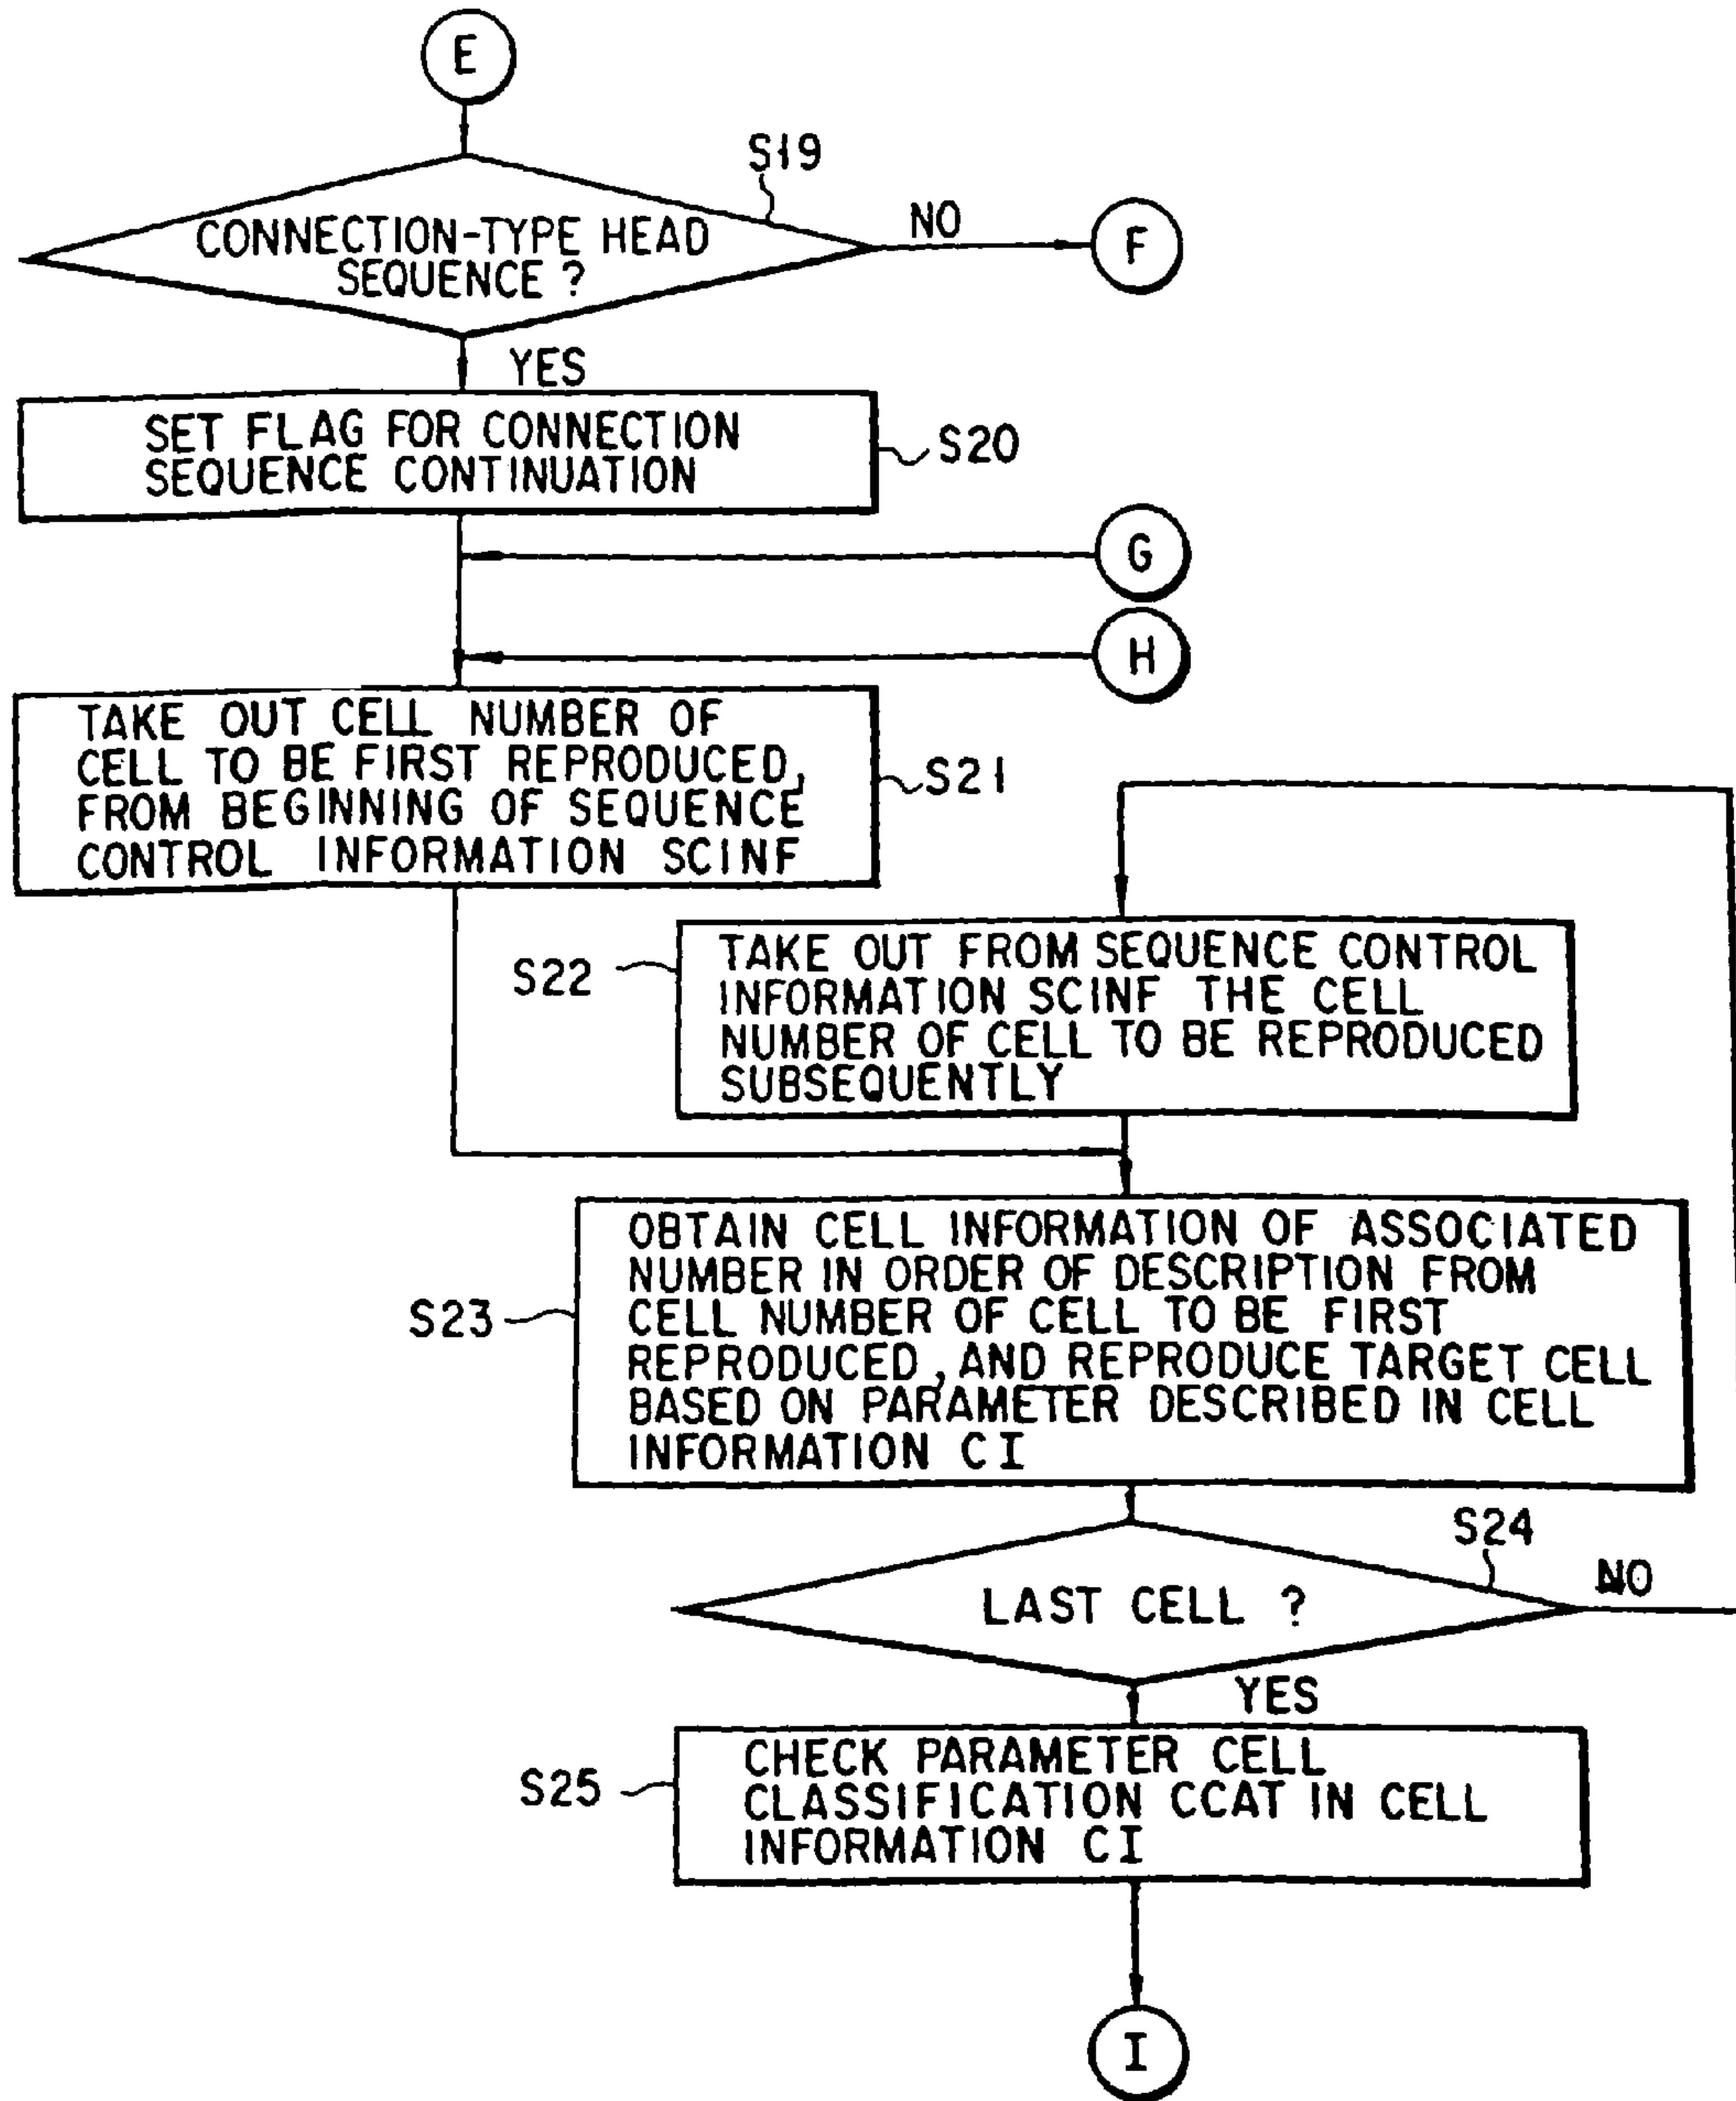 E
S19
CONNECTION-TYPE HEAD
SEQUENCE ?
NO
F
YES
SET FLAG FOR CONNECTION
SEQUENCE CONTINUATION
S20
G
H
TAKE OUT CELL NUMBER OF
CELL TO BE FIRST REPRODUCED,
FROM BEGINNING OF SEQUENCE
CONTROL INFORMATION SCINF
S21
S22
TAKE OUT FROM SEQUENCE CONTROL
INFORMATION SCINF THE CELL
NUMBER OF CELL TO BE REPRODUCED
SUBSEQUENTLY
S23
OBTAIN CELL INFORMATION OF ASSOCIATED
NUMBER IN ORDER OF DESCRIPTION FROM
CELL NUMBER OF CELL TO BE FIRST
REPRODUCED, AND REPRODUCE TARGET CELL
BASED ON PARAMETER DESCRIBED IN CELL
INFORMATION CI
S24
LAST CELL ?
NO
YES
S25
CHECK PARAMETER CELL
CLASSIFICATION CCAT IN CELL
INFORMATION CI
I